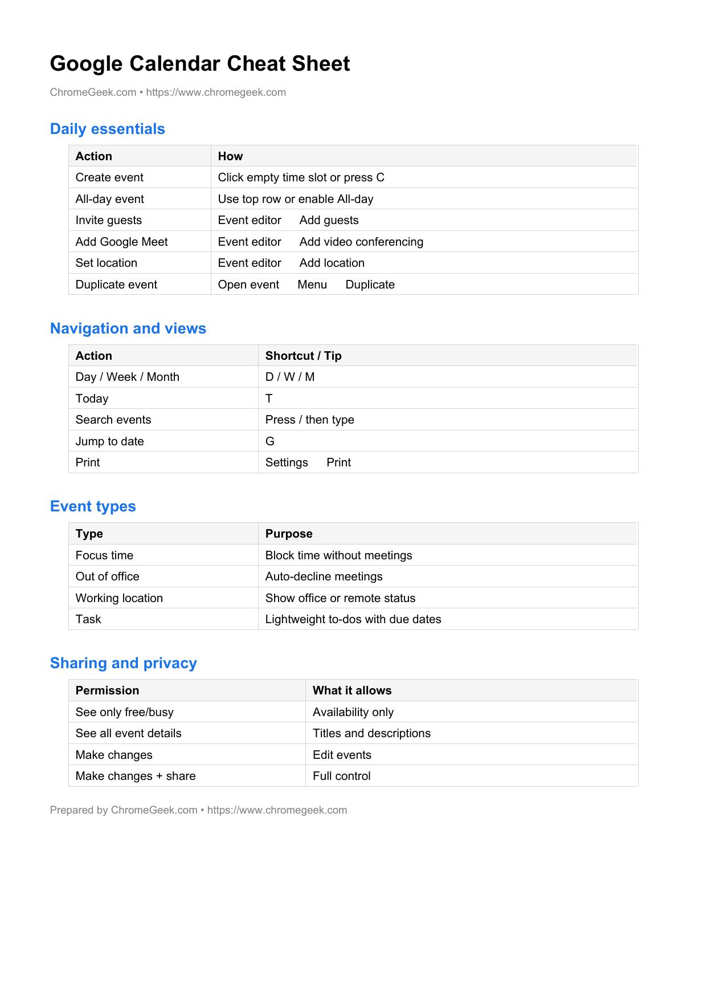 Google Calendar Cheat Sheet
ChromeGeek.com • https://www.chromegeek.com
Daily essentials
Action How
Create event Click empty time slot or press C
All-day event Use top row or enable All-day
Invite guests Event editor Add guests
Add Google Meet Event editor Add video conferencing
Set location Event editor Add location
Duplicate event Open event Menu Duplicate
Navigation and views
Action Shortcut / Tip
Day / Week / Month D / W / M
Today T
Search events Press / then type
Jump to date G
Print Settings Print
Event types
Type Purpose
Focus time Block time without meetings
Out of office Auto-decline meetings
Working location Show office or remote status
Task Lightweight to-dos with due dates
Sharing and privacy
Permission What it allows
See only free/busy Availability only
See all event details Titles and descriptions
Make changes Edit events
Make changes + share Full control
Prepared by ChromeGeek.com • https://www.chromegeek.com